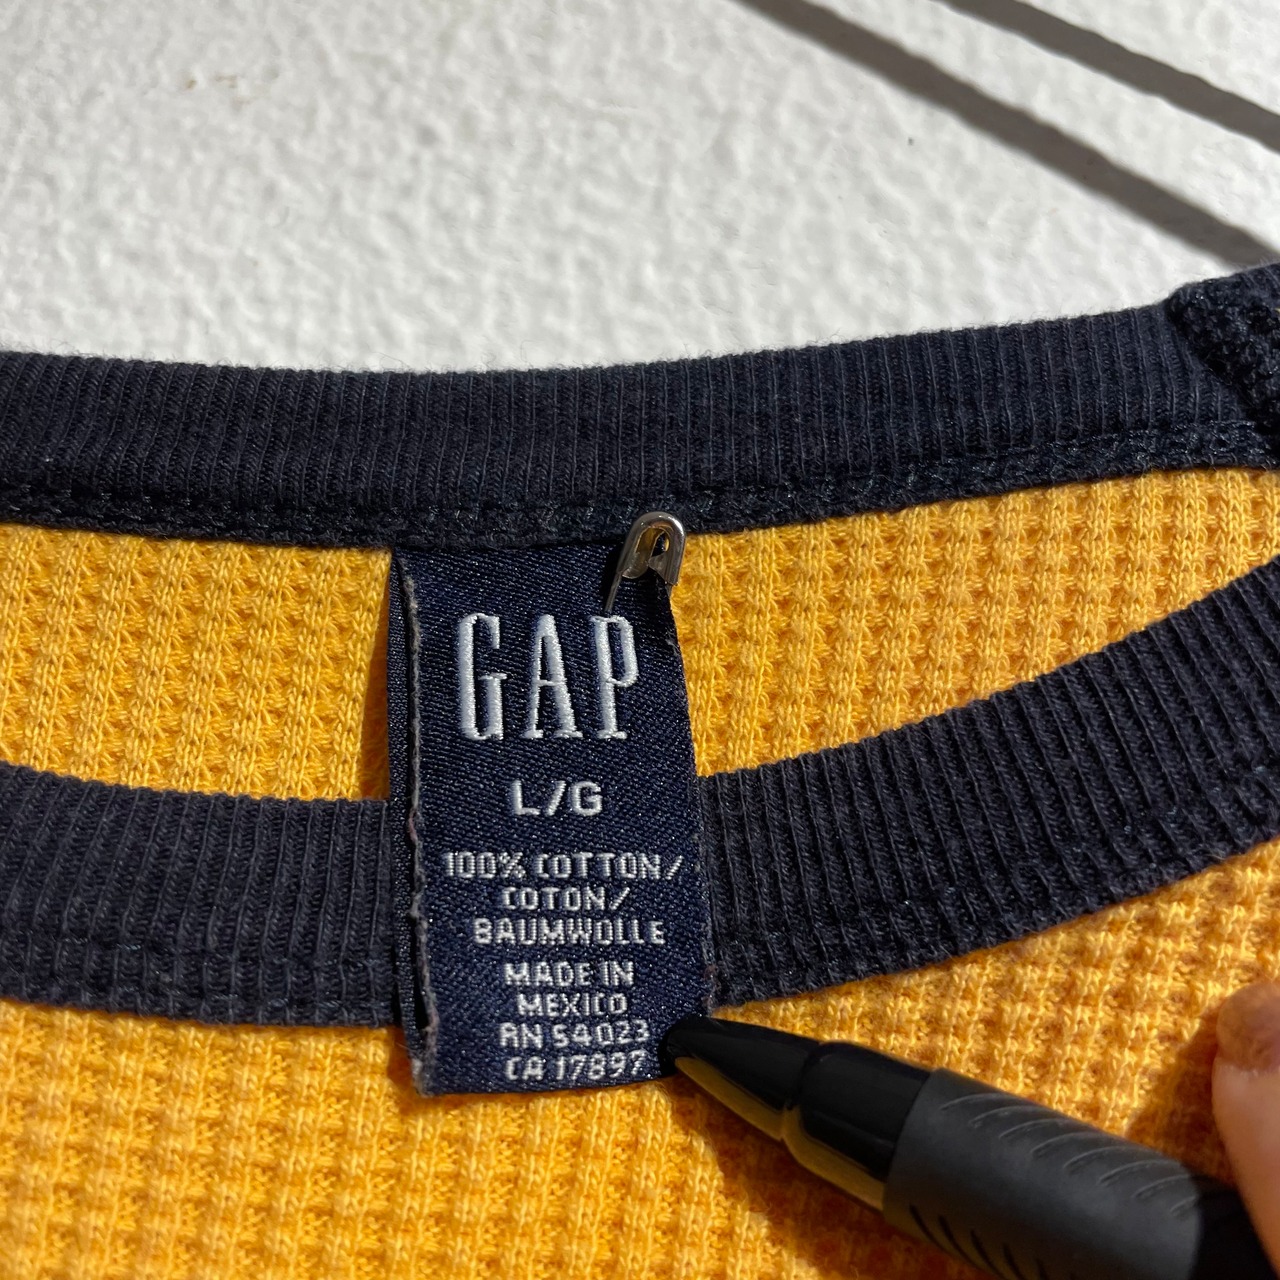 GAP
L/G
100% COTTON/
COTON/
BAUMWOLLE
MADE IN
MEXICO
RN 54023
CA 17897